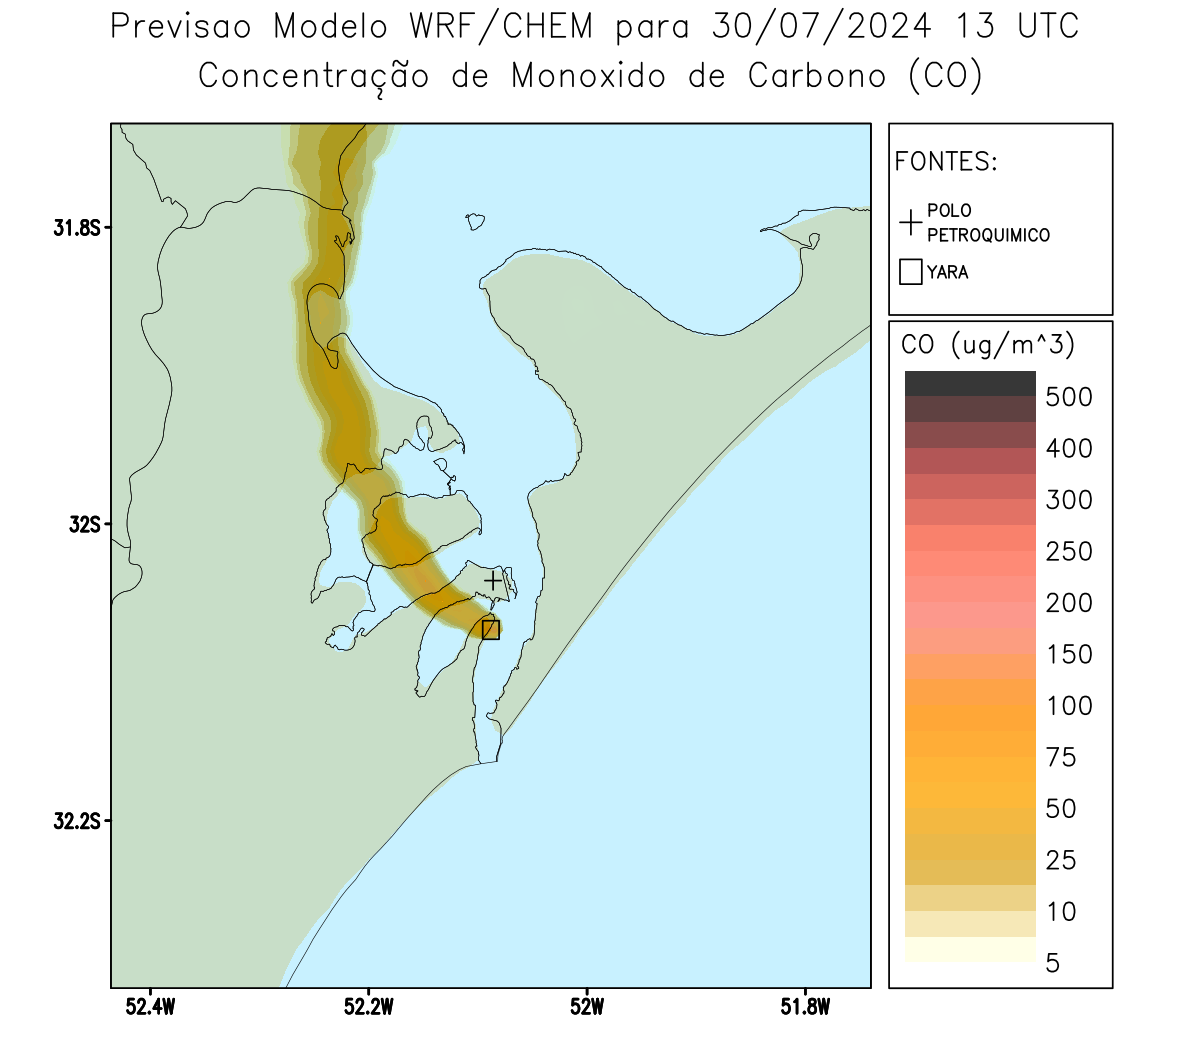 Previsao Modelo WRF/CHEM para 30/07/2024 13 UTC
Concentração de Monoxido de Carbono (CO)
FONTES:
POLO
PETROQUIMICO
YARA
CO (ug/m^3)
500
400
300
250
200
150
100
75
50
25
10
5
31.8S
32S
32.2S
52.4W
52.2W
52W
51.8W